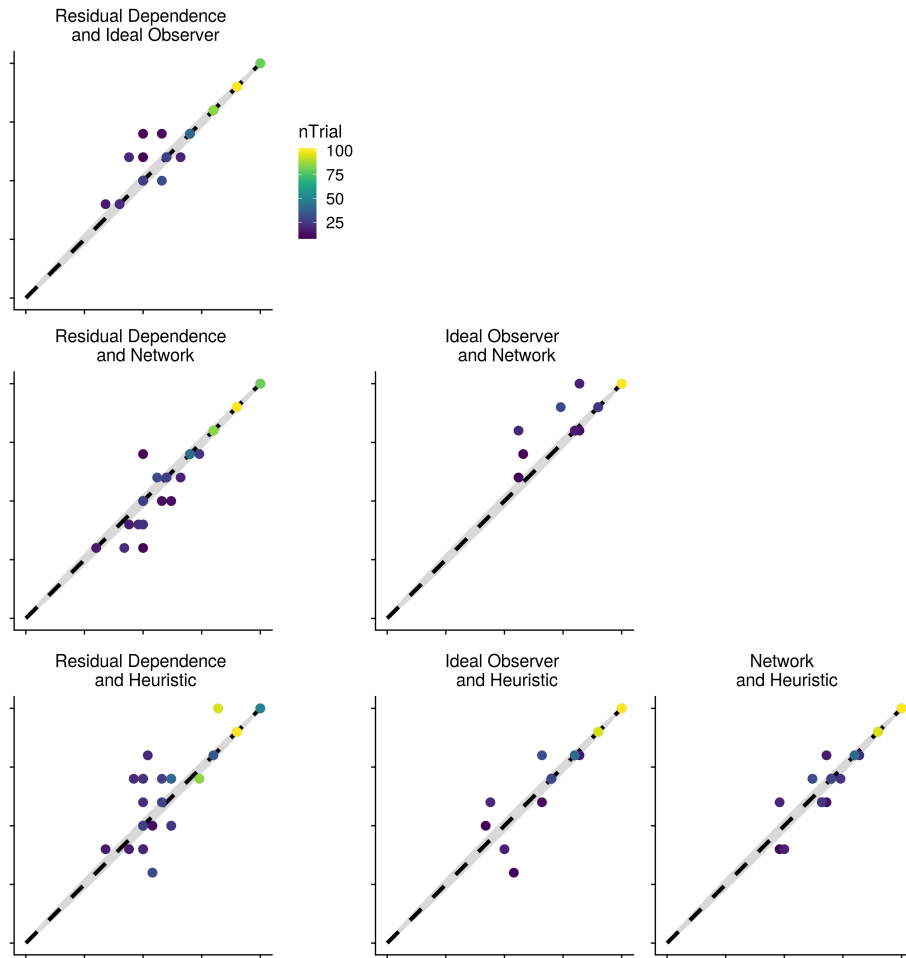 Residual Dependence
and Ideal Observer
nTrial
100
75
50
25
Residual Dependence
and Network
Ideal Observer
and Network
Residual Dependence
and Heuristic
Ideal Observer
and Heuristic
Network
and Heuristic